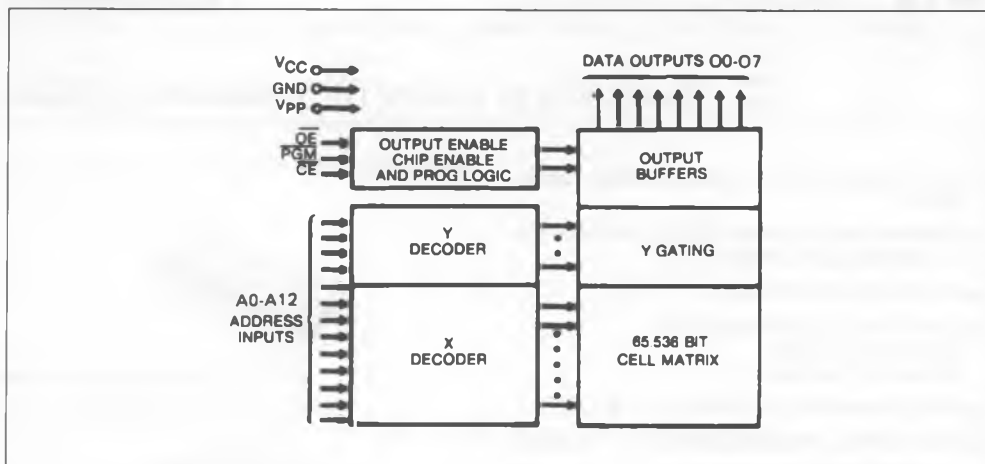 VCC
GND
VPP
OE
PGM
CE
OUTPUT ENABLE
CHIP ENABLE
AND PROG LOGIC
DATA OUTPUTS O0-O7
OUTPUT
BUFFERS
Y
DECODER
Y GATING
A0-A12
ADDRESS
INPUTS
X
DECODER
65 536 BIT
CELL MATRIX